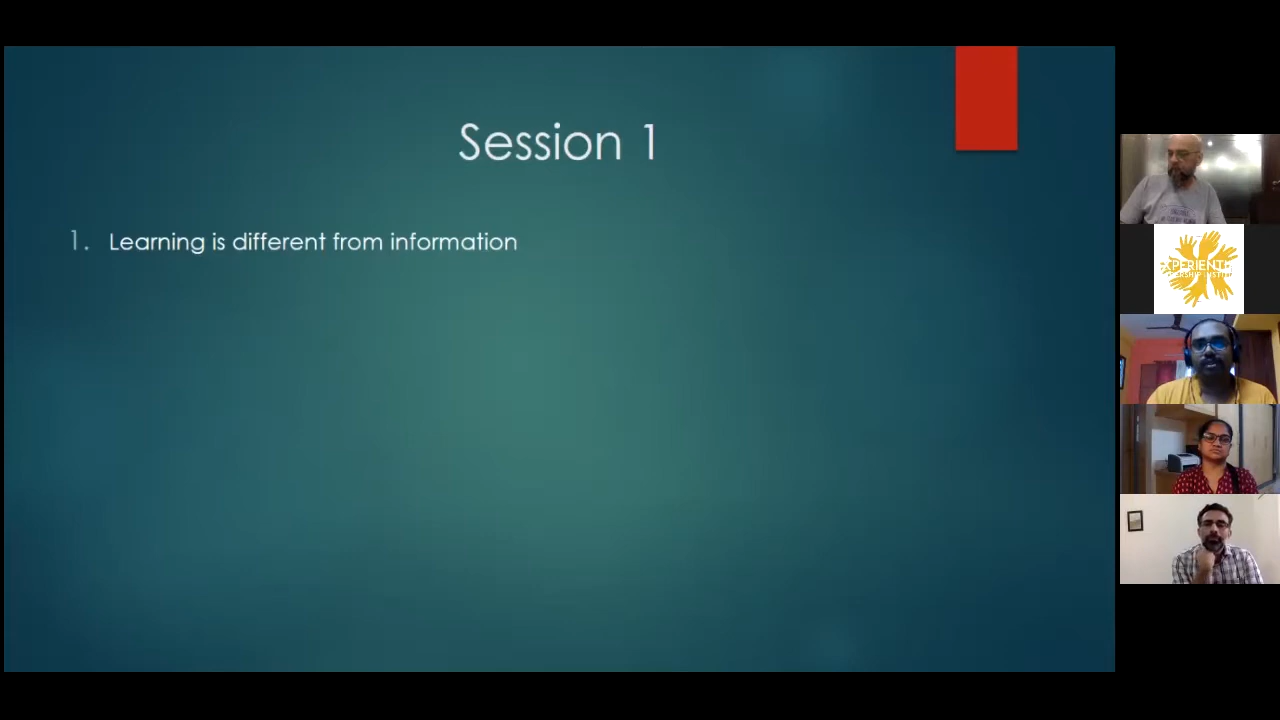 Session 1
1. Learning is different from information